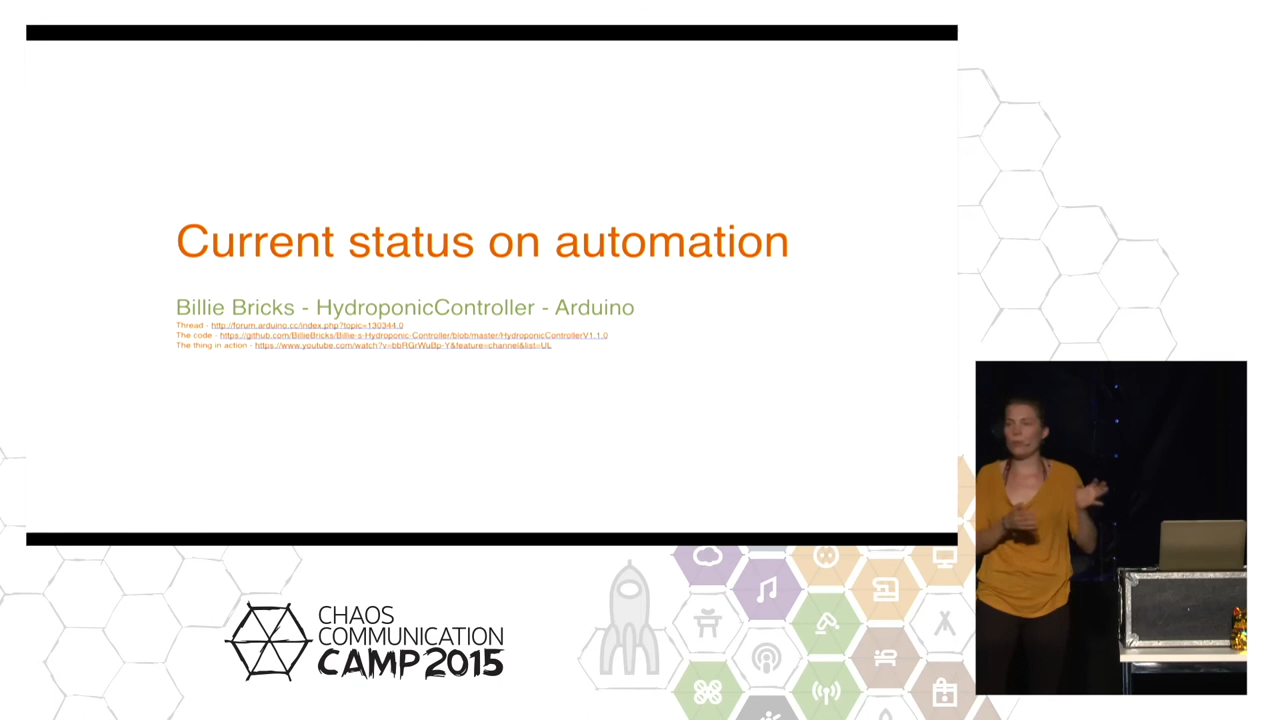 Current status on automation
Billie Bricks - HydroponicController - Arduino
Thread - http://forum.arduino.cc/index.php?topic=130344.0
The code - https://github.com/BillieBricks/Billie-s-Hydroponic-Controller/blob/master/HydroponicControllerV1.1.0
The thing in action - https://www.youtube.com/watch?v=bbRGrWuBp-Y&feature=channel&list=UL
CHAOS
COMMUNICATION
CAMP 2015